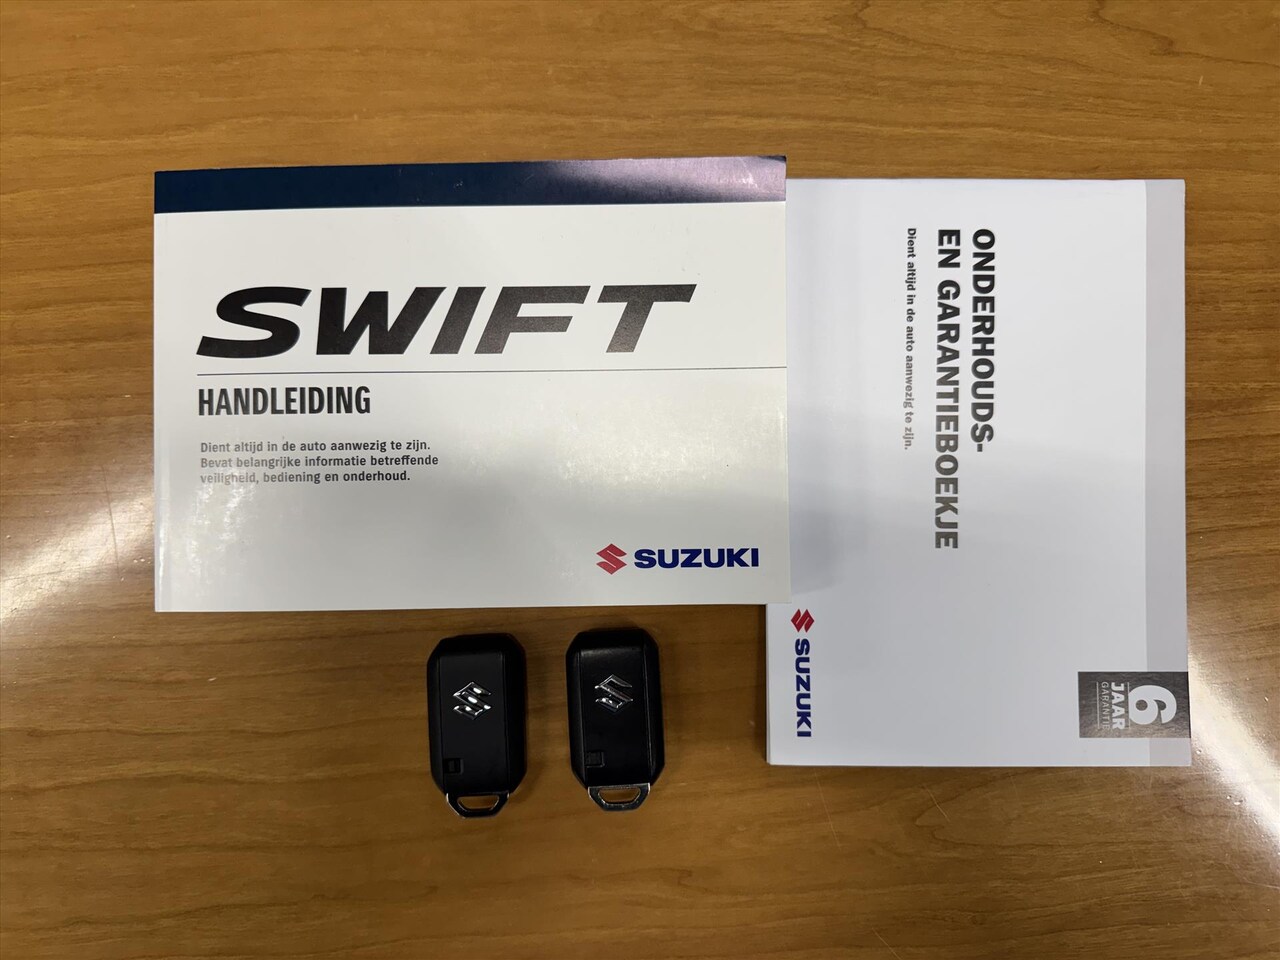 SWIFT
HANDLEIDING
Dient altijd in de auto aanwezig te zijn.
Bevat belangrijke informatie betreffende
veiligheid, bediening en onderhoud.
SUZUKI
ONDERHOUDS-
EN GARANTIEBOEKJE
Dient altijd in de auto aanwezig te zijn.
SUZUKI
6
JAAR
GARANTIE